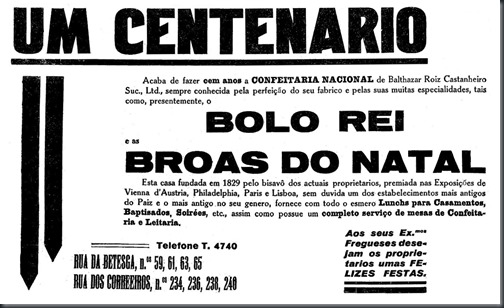 UM CENTENARIO
Acaba de fazer cem anos a CONFEITARIA NACIONAL de Balthazar Roiz Castanheiro
Suc., Ltd., sempre conhecida pela perfeição do seu fabrico e pelas suas muitas especialidades, tais
como, presentemente, o
BOLO REI
e as
BROAS DO NATAL
Esta casa fundada em 1829 pelo bisavô dos actuais proprietarios, premiada nas Exposições de
Vienna d'Austria, Philadelphia, Paris e Lisboa, sem duvida um dos estabelecimentos mais antigos
do Paiz e o mais antigo no seu genero, fornece com todo o esmero Lunchs para Casamentos,
Baptisados, Soirées, etc., assim como possue um completo serviço de mesas de Confeita-
ria e Leitaria.
Telefone T. 4740
RUA DA BETESGA, n.os 59, 61, 63, 65
RUA DOS CORREEIROS, n.os 234, 236, 238, 240
Aos seus Ex.mos
Fregueses dese-
jam os proprie-
tarios umas FE-
LIZES FESTAS.